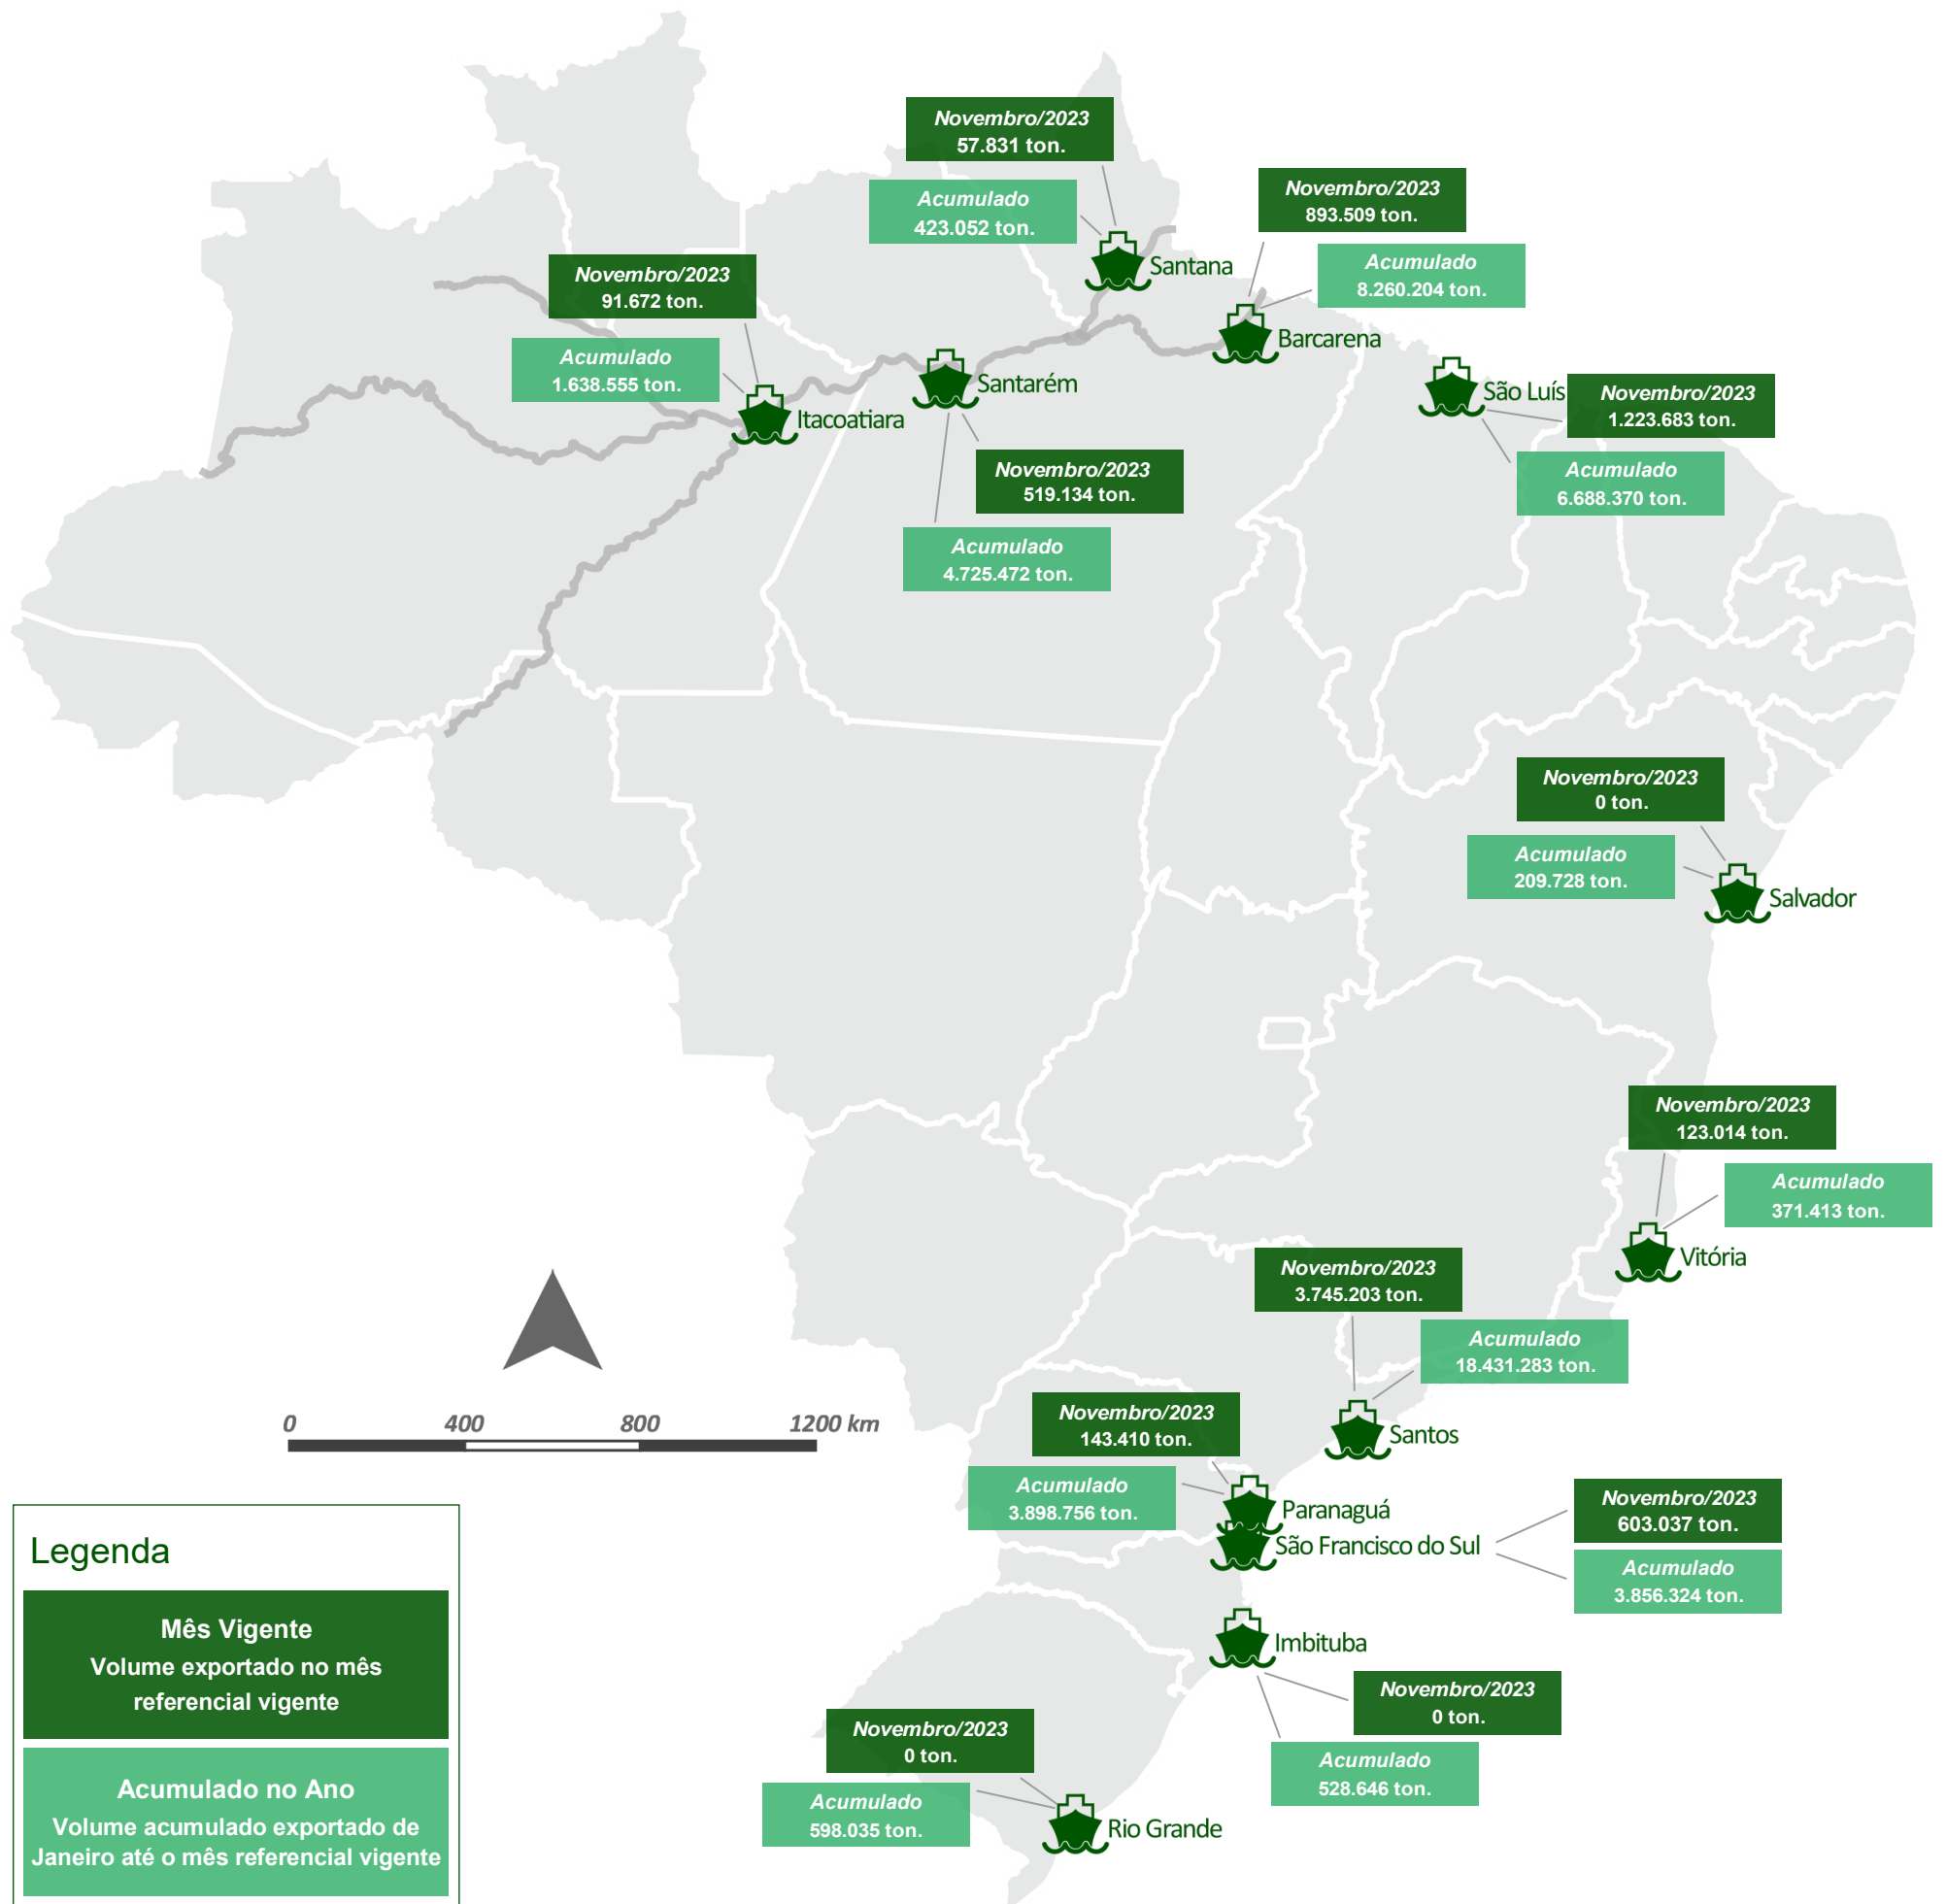 Novembro/2023
57.831 ton.
Acumulado
423.052 ton.
Santana
Novembro/2023
893.509 ton.
Acumulado
8.260.204 ton.
Barcarena
Novembro/2023
91.672 ton.
Acumulado
1.638.555 ton.
Itacoatiara
Santarém
Novembro/2023
519.134 ton.
Acumulado
4.725.472 ton.
São Luís
Novembro/2023
1.223.683 ton.
Acumulado
6.688.370 ton.
Novembro/2023
0 ton.
Acumulado
209.728 ton.
Salvador
Novembro/2023
123.014 ton.
Acumulado
371.413 ton.
Vitória
Novembro/2023
3.745.203 ton.
Acumulado
18.431.283 ton.
Santos
Novembro/2023
143.410 ton.
Acumulado
3.898.756 ton.
Paranaguá
São Francisco do Sul
Novembro/2023
603.037 ton.
Acumulado
3.856.324 ton.
Imbituba
Novembro/2023
0 ton.
Acumulado
528.646 ton.
Novembro/2023
0 ton.
Acumulado
598.035 ton.
Rio Grande
0 400 800 1200 km
Legenda
Mês Vigente
Volume exportado no mês
referencial vigente
Acumulado no Ano
Volume acumulado exportado de
Janeiro até o mês referencial vigente